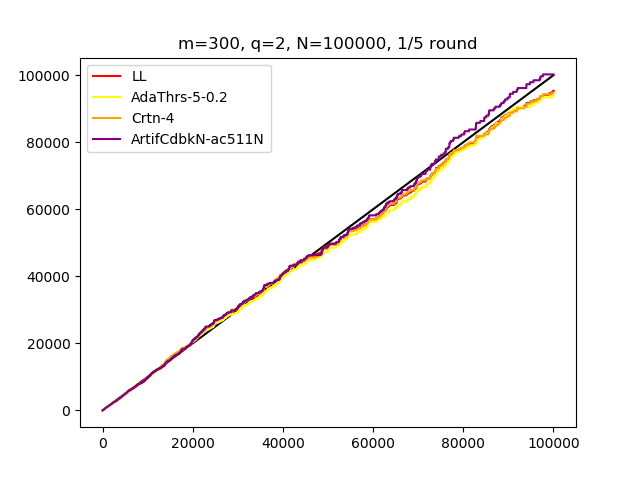 m=300, q=2, N=100000, 1/5 round
LL
AdaThrs-5-0.2
Crtn-4
ArtifCdbkN-ac511N
100000
80000
60000
40000
20000
0
0 20000 40000 60000 80000 100000